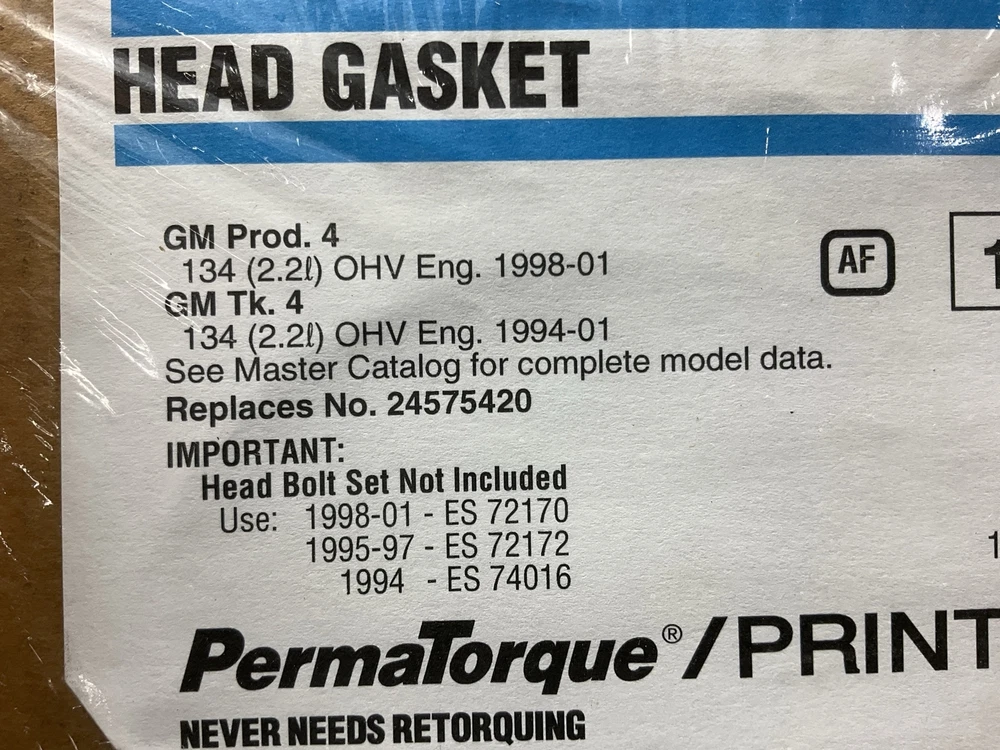 HEAD GASKET
GM Prod. 4
134 (2.2ℓ) OHV Eng. 1998-01
AF
GM Tk. 4
134 (2.2ℓ) OHV Eng. 1994-01
See Master Catalog for complete model data.
Replaces No. 24575420
IMPORTANT:
Head Bolt Set Not Included
Use: 1998-01 - ES 72170
1995-97 - ES 72172
1994 - ES 74016
PermaTorque®/PRINT
NEVER NEEDS RETORQUING